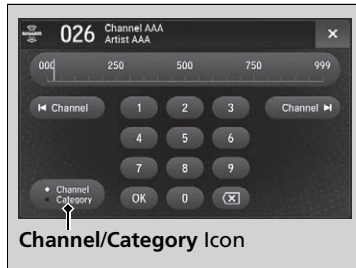 026 Channel AAA
Artist AAA
000 250 500 750 999
Channel 1 2 3 Channel
4 5 6
7 8 9
Channel
Category
OK 0
Channel/Category Icon